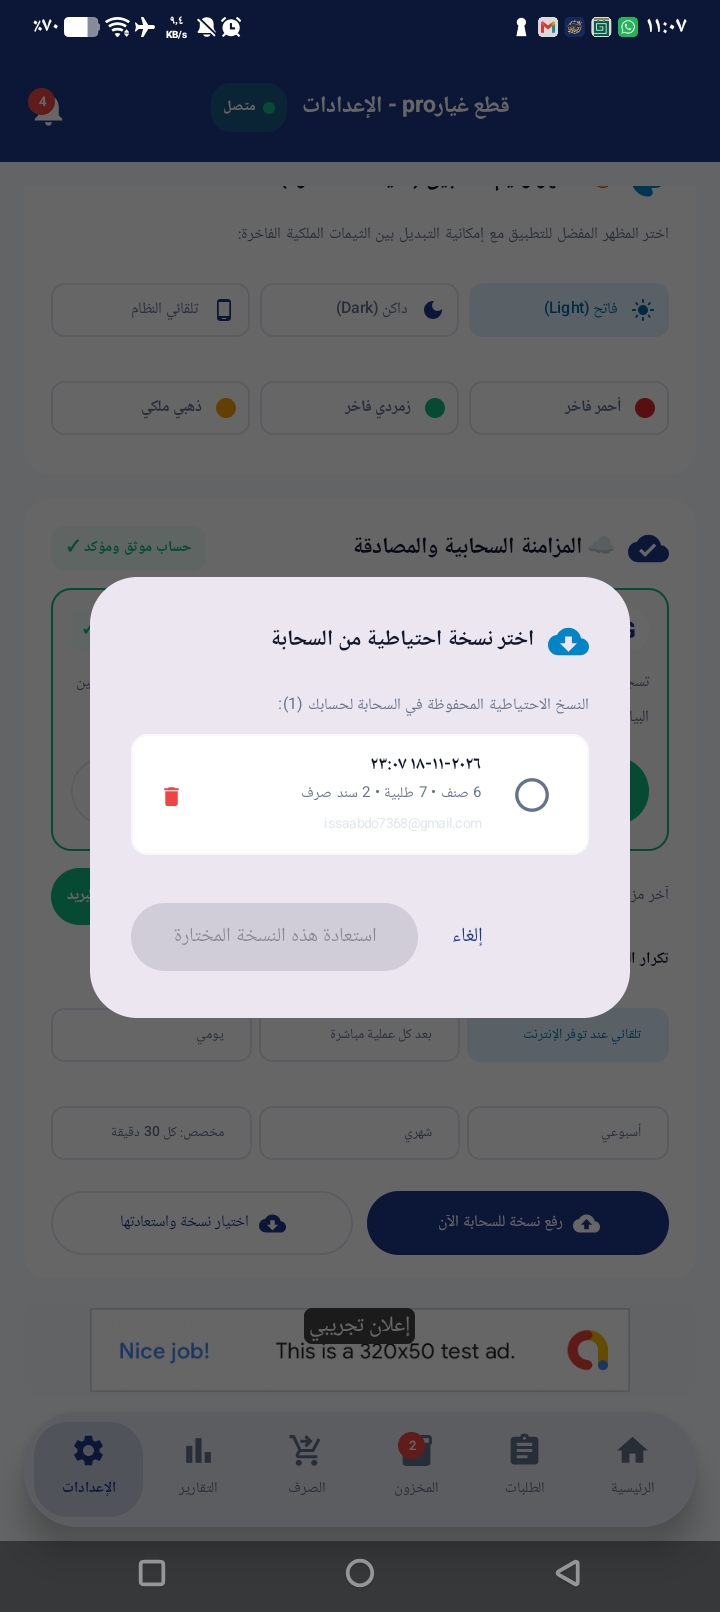 ١١:٠٧
٩,٤
KB/s
٪٧٠
قطع غيارpro - الإعدادات
متصل
4
اختر المظهر المفضل للتطبيق مع إمكانية التبديل بين الثيمات الملكية الفاخرة:
فاتح (Light)
داكن (Dark)
تلقائي النظام
أحمر فاخر
زمردي فاخر
ذهبي ملكي
المزامنة السحابية والمصادقة
حساب موثق ومؤكد ✓
اختر نسخة احتياطية من السحابة
النسخ الاحتياطية المحفوظة في السحابة لحسابك (1):
٢٠٢٦-١١-١٨ ٢٣:٠٧
6 صنف • 7 طلبية • 2 سند صرف
issaabdo7368@gmail.com
إلغاء
استعادة هذه النسخة المختارة
آخر
تكرار
تلقائي عند توفر الإنترنت
بعد كل عملية مباشرة
يومي
أسبوعي
شهري
مخصص: كل 30 دقيقة
رفع نسخة للسحابة الآن
اختيار نسخة واستعادتها
إعلان تجريبي
Nice job!
This is a 320x50 test ad.
الرئيسية
الطلبات
2
المخزون
الصرف
التقارير
الإعدادات